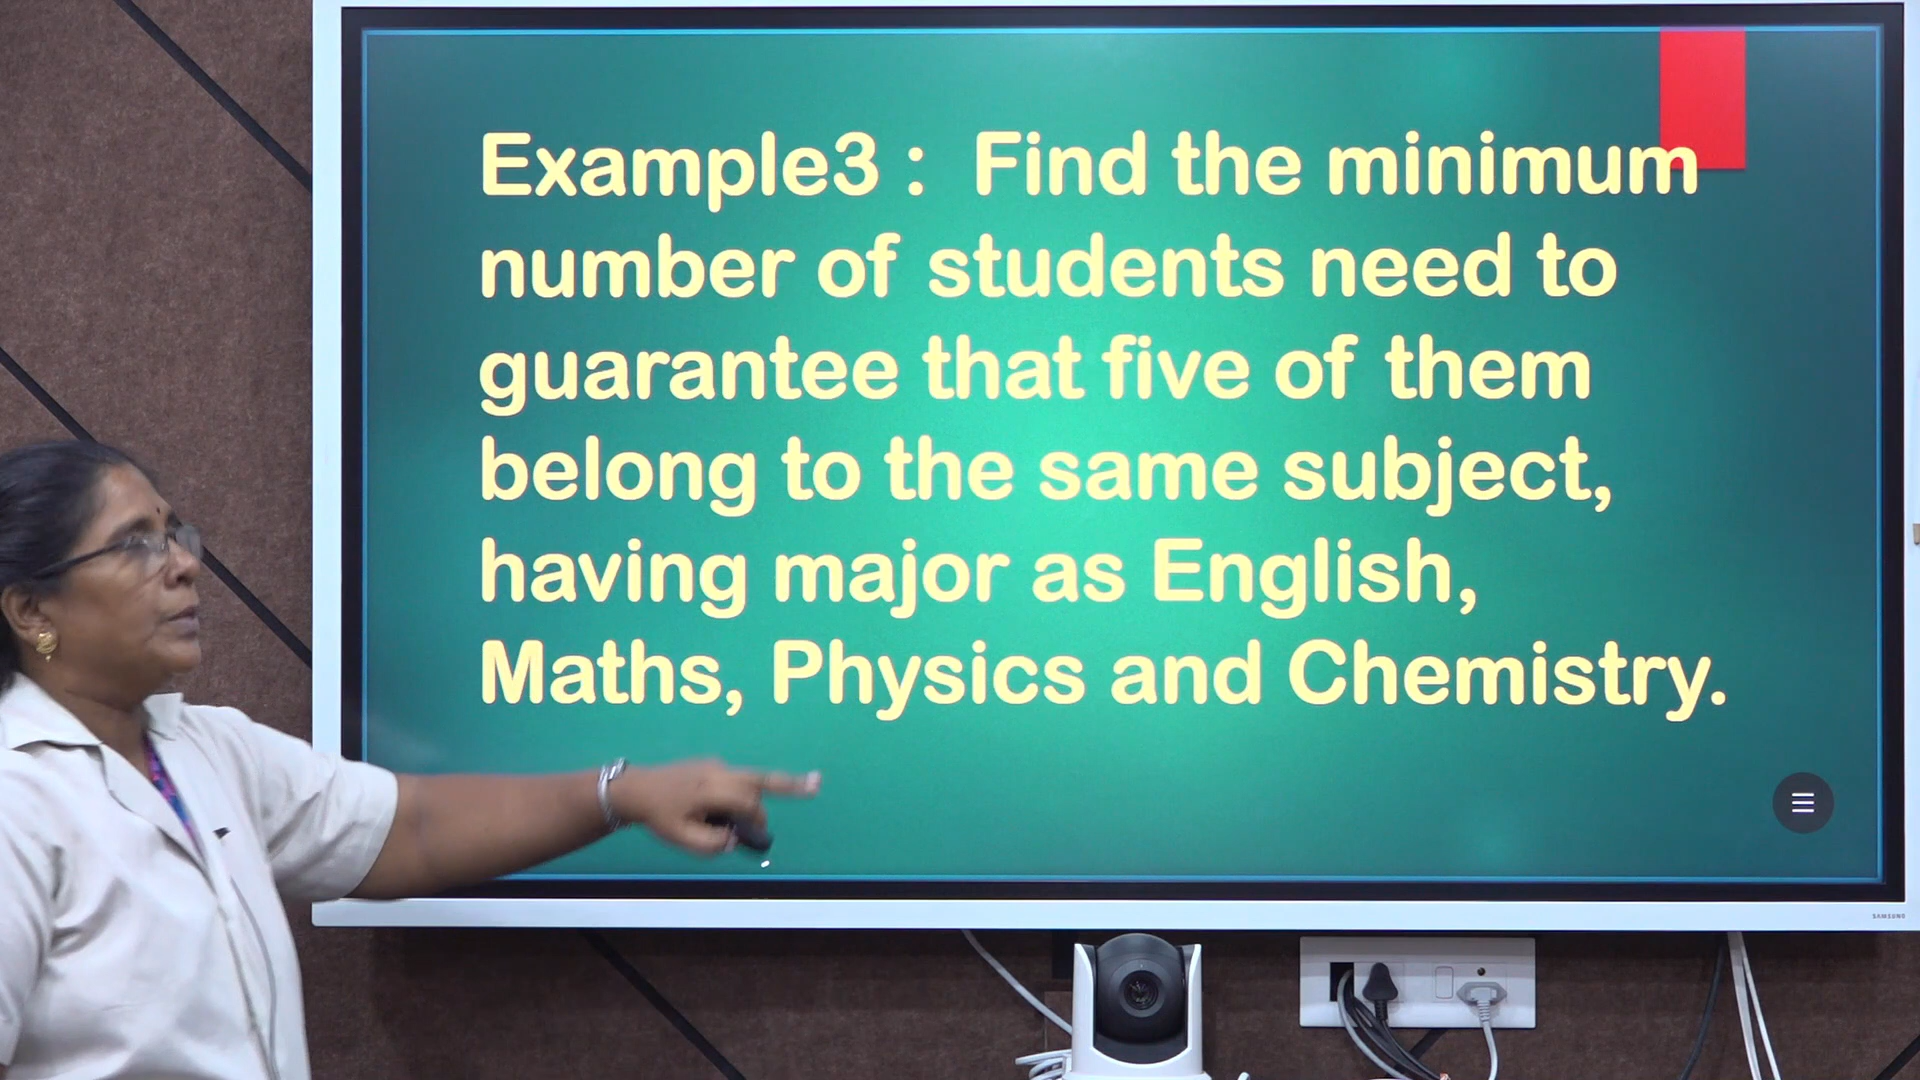 Example3 : Find the minimum
number of students need to
guarantee that five of them
belong to the same subject,
having major as English,
Maths, Physics and Chemistry.
SAMSUNG